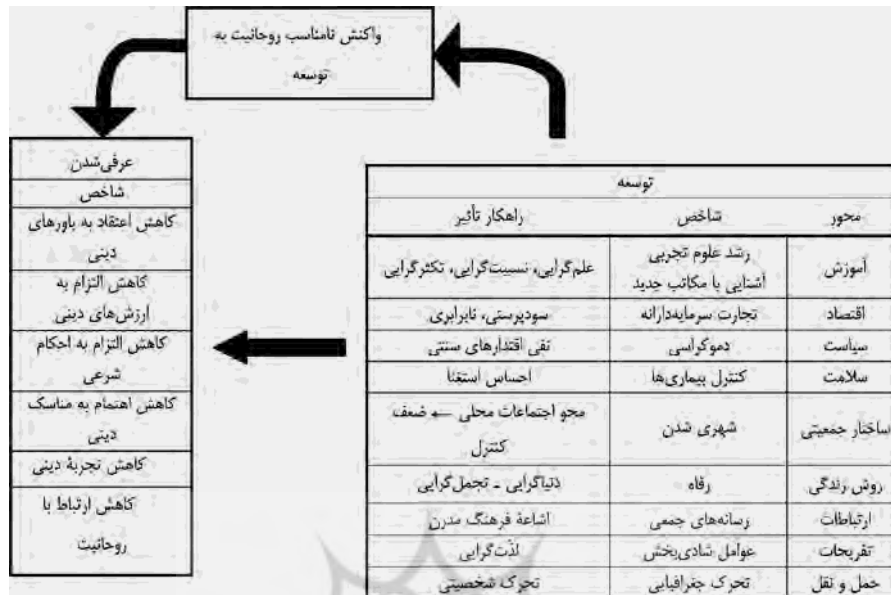 واکنش نامناسب روحانیت به
توسعه
توسعه
محور شاخص راهکار تأثیر
آموزش رشد علوم تجربی آشنایی با مکاتب جدید علم‌گرایی، نسبیت‌گرایی، تکثرگرایی
اقتصاد تجارت سرمایه‌دارانه سودپرستی، نابرابری
سیاست دموکراسی نفی اقتدارهای سنتی
سلامت کنترل بیماری‌ها احساس استغنا
ساختار جمعیتی شهری شدن محو اجتماعات محلی ← ضعف کنترل
روش زندگی رفاه دنیاگرایی ـ تجمل‌گرایی
ارتباطات رسانه‌های جمعی اشاعهٔ فرهنگ مدرن
تفریحات عوامل شادی‌بخش لذّت‌گرایی
حمل و نقل تحرک جغرافیایی تحرک شخصیتی
عرفی‌شدن
شاخص
کاهش اعتقاد به باورهای
دینی
کاهش التزام به
ارزش‌های دینی
کاهش التزام به احکام
شرعی
کاهش اهتمام به مناسک
دینی
کاهش تجربهٔ دینی
کاهش ارتباط با
روحانیت